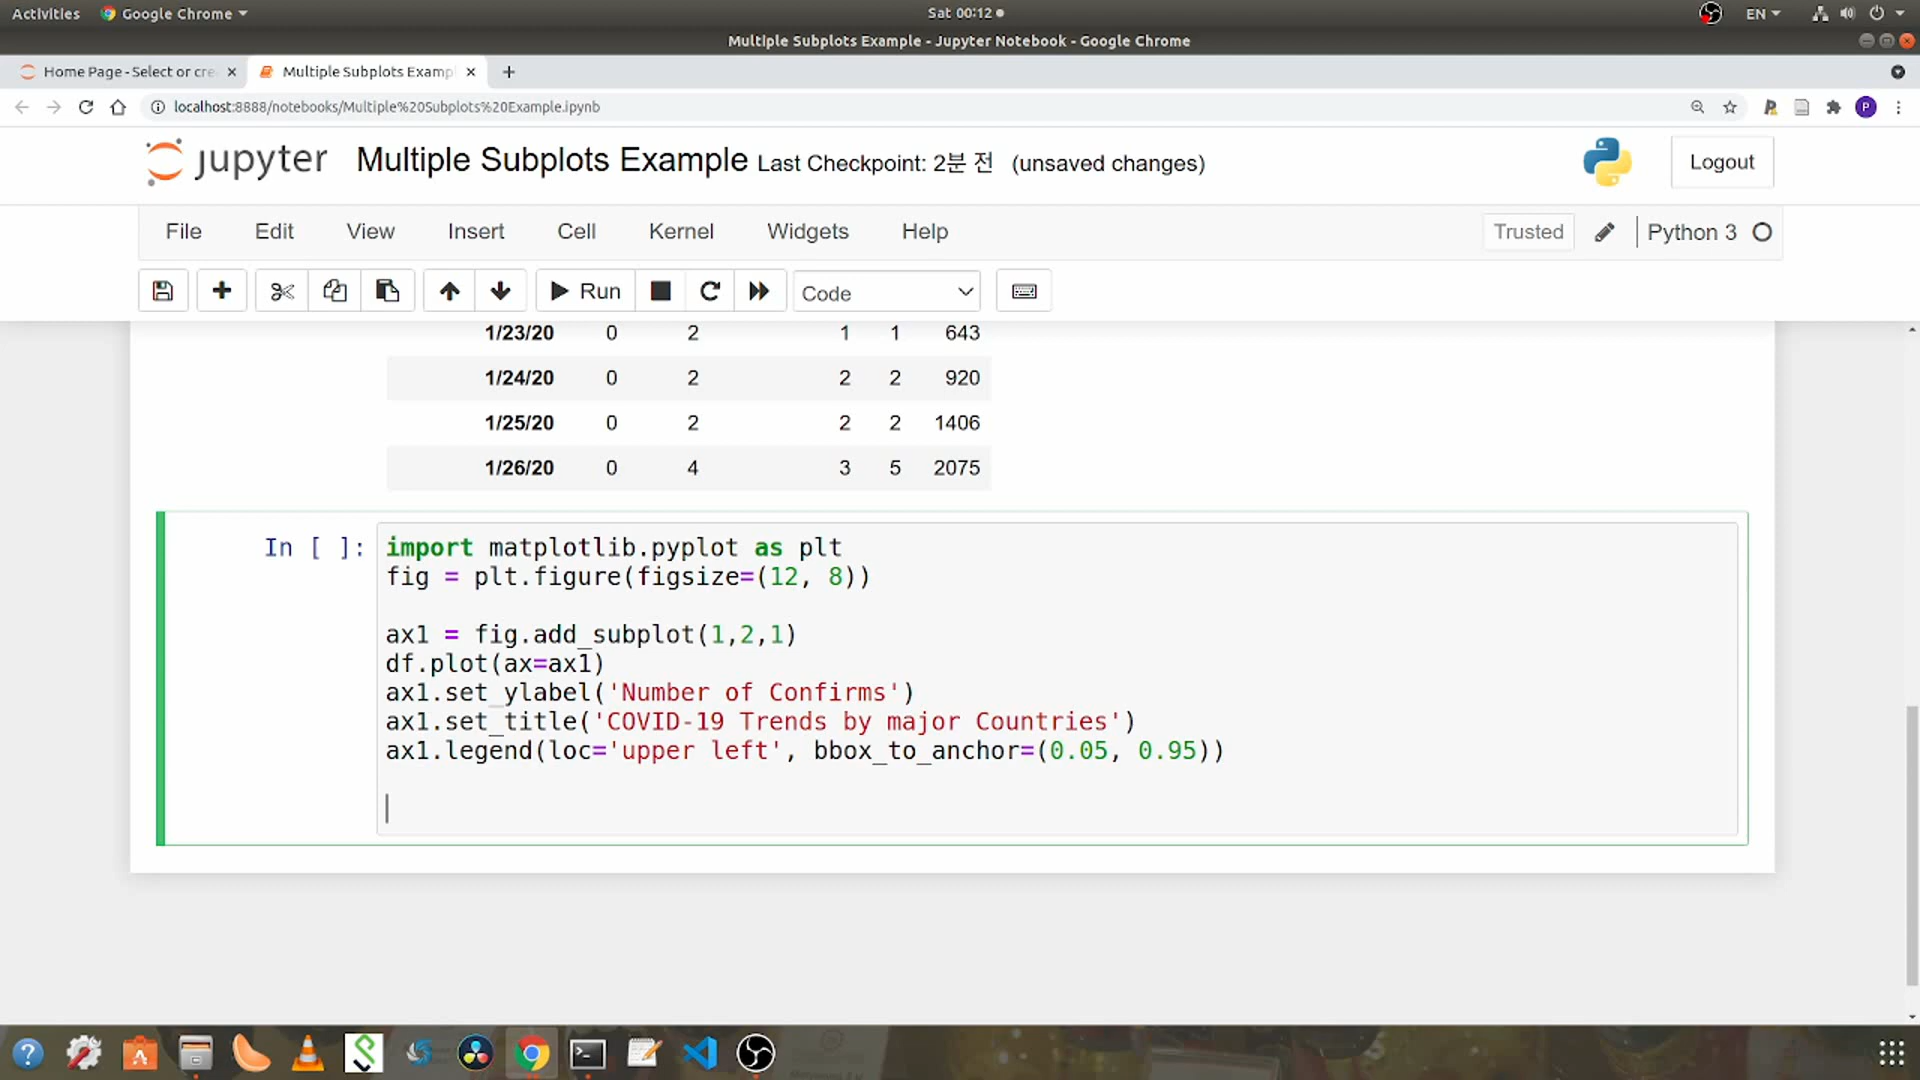 Activities Google Chrome Sat 00:12 EN
Multiple Subplots Example - Jupyter Notebook - Google Chrome
Home Page - Select or cre Multiple Subplots Exampl
localhost:8888/notebooks/Multiple%20Subplots%20Example.ipynb P
jupyter Multiple Subplots Example Last Checkpoint: 2분 전 (unsaved changes) Logout
File Edit View Insert Cell Kernel Widgets Help Trusted Python 3
Run Code
1/23/20 0 2 1 1 643
1/24/20 0 2 2 2 920
1/25/20 0 2 2 2 1406
1/26/20 0 4 3 5 2075
In [ ]: import matplotlib.pyplot as plt
fig = plt.figure(figsize=(12, 8))
ax1 = fig.add_subplot(1,2,1)
df.plot(ax=ax1)
ax1.set_ylabel('Number of Confirms')
ax1.set_title('COVID-19 Trends by major Countries')
ax1.legend(loc='upper left', bbox_to_anchor=(0.05, 0.95))